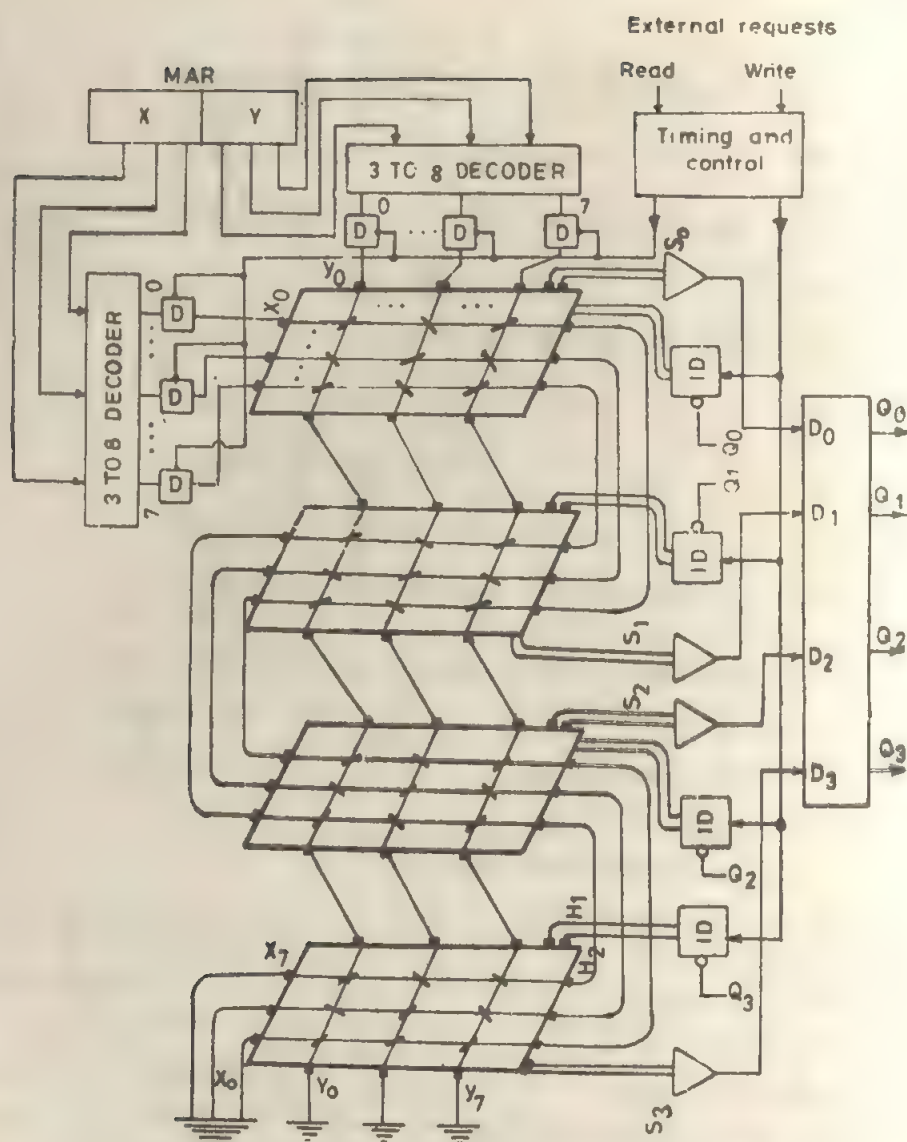 External requests
Read Write
MAR
X Y
Timing and
control
3 TO 8 DECODER
0 7
D D D
Y0
S0
X0
0
D
3 TO 8 DECODER
D
D
7
ID
Q0
Q1
ID
D0 Q0
D1 Q1
D2 Q2
D3 Q3
S1
S2
ID
Q2
H1
H2
ID
Q3
X7
X0
Y0
Y7
S3